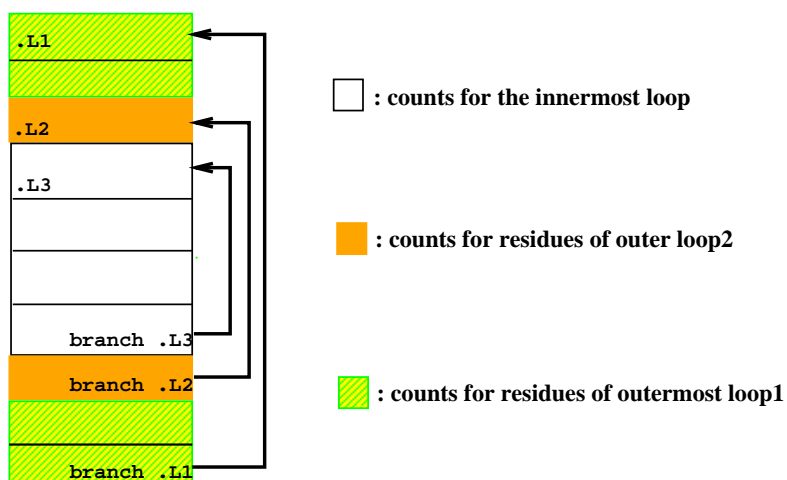 .L1
.L2
.L3
branch .L3
branch .L2
branch .L1
: counts for the innermost loop
: counts for residues of outer loop2
: counts for residues of outermost loop1